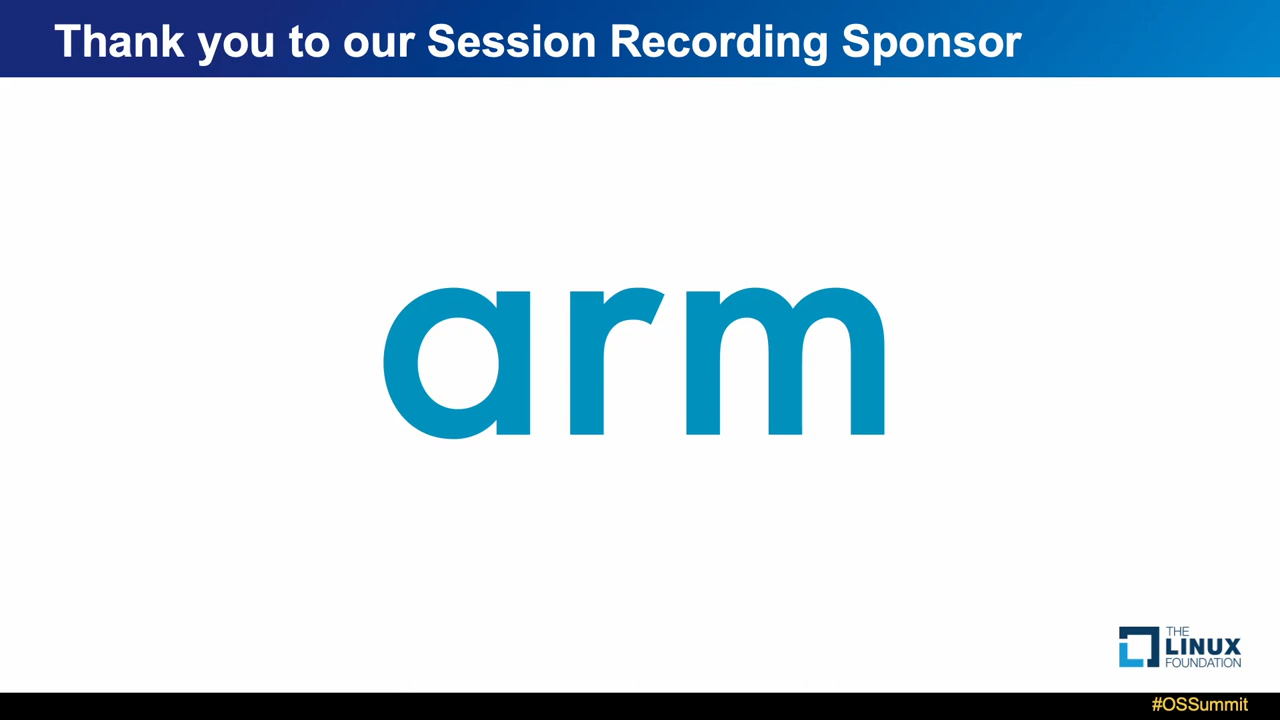 Thank you to our Session Recording Sponsor
arm
THE
LINUX
FOUNDATION
#OSSummit